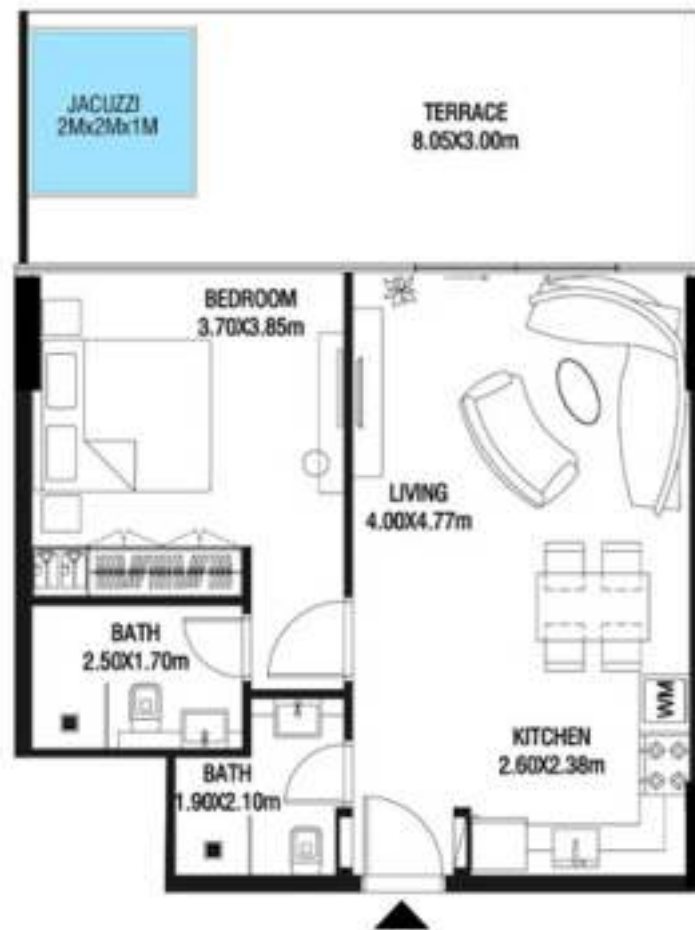 JACUZZI
2Mx2Mx1M
TERRACE
8.05X3.00m
BEDROOM
3.70X3.85m
LIVING
4.00X4.77m
BATH
2.50X1.70m
WM
KITCHEN
2.60X2.38m
BATH
1.90X2.10m